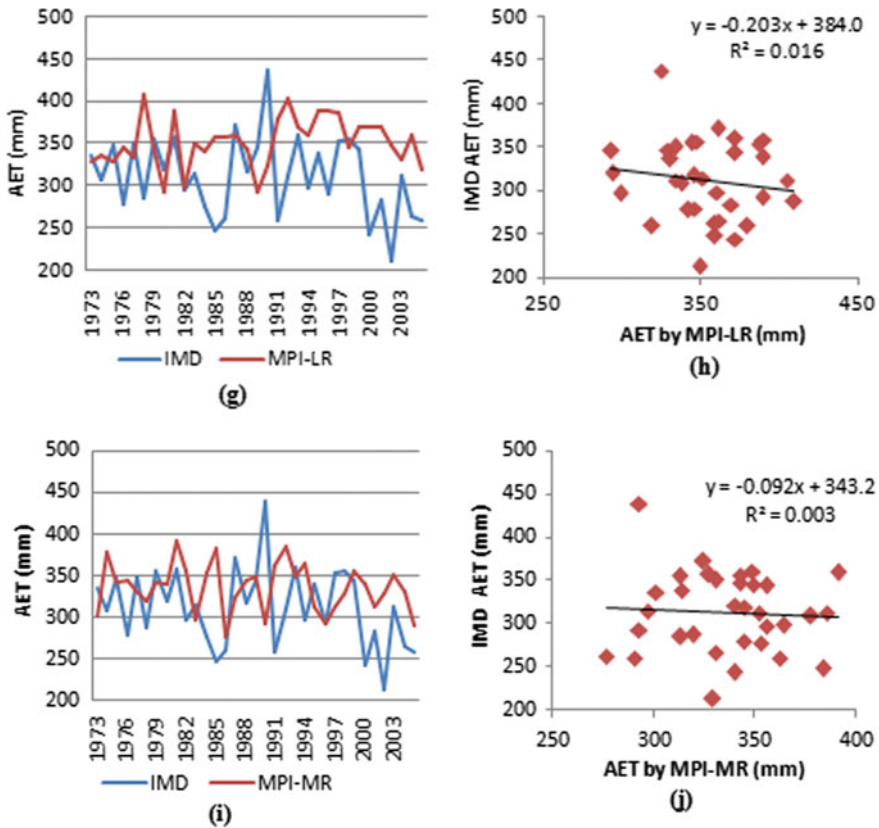 500
450
400
350
300
250
200
AET (mm)
1973
1976
1979
1982
1985
1988
1991
1994
1997
2000
2003
IMD MPI-LR
(g)
y = -0.203x + 384.0
R² = 0.016
500
450
400
350
300
250
200
IMD AET (mm)
250 350 450
AET by MPI-LR (mm)
(h)
500
450
400
350
300
250
200
AET (mm)
1973
1976
1979
1982
1985
1988
1991
1994
1997
2000
2003
IMD MPI-MR
(i)
y = -0.092x + 343.2
R² = 0.003
500
450
400
350
300
250
200
IMD AET (mm)
250 300 350 400
AET by MPI-MR (mm)
(j)